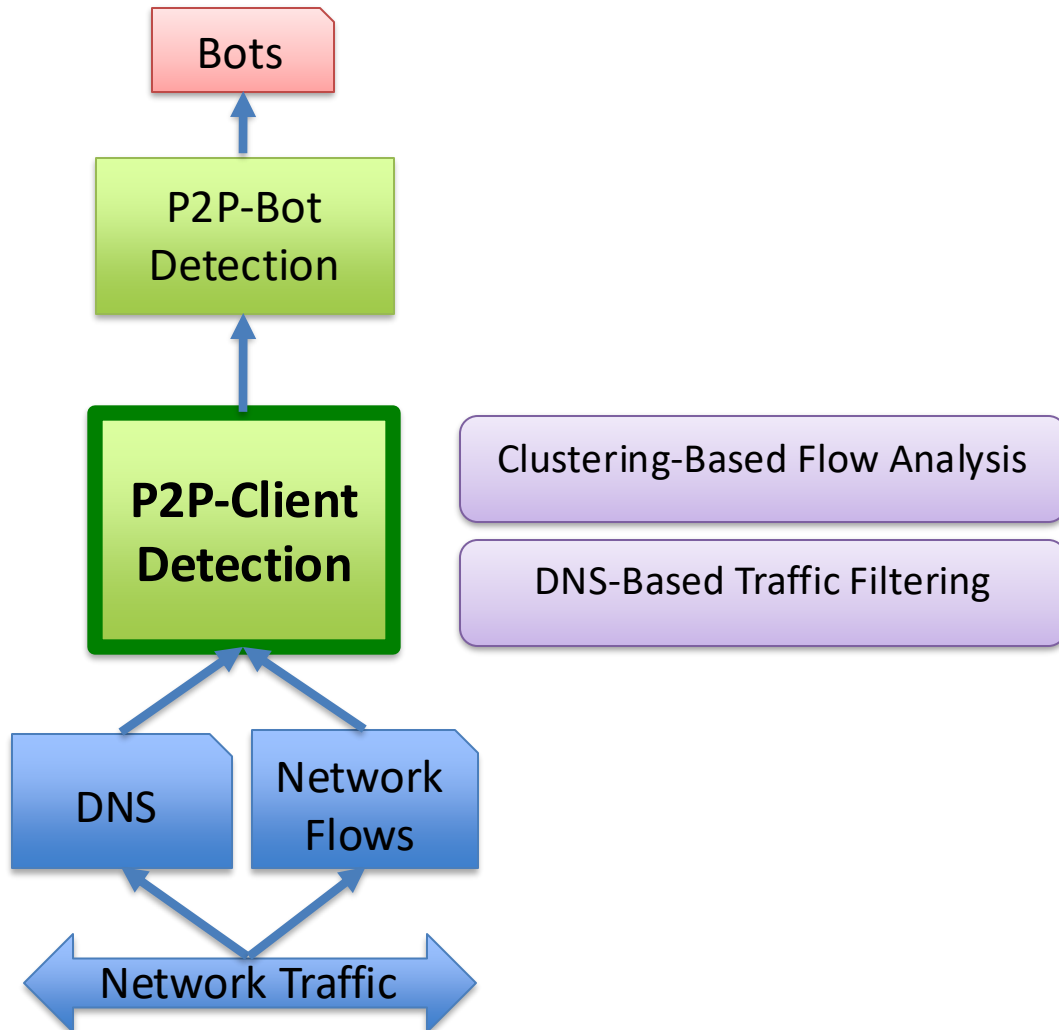 Bots
P2P-Bot
Detection
P2P-Client
Detection
Clustering-Based Flow Analysis
DNS-Based Traffic Filtering
DNS
Network
Flows
Network Traffic